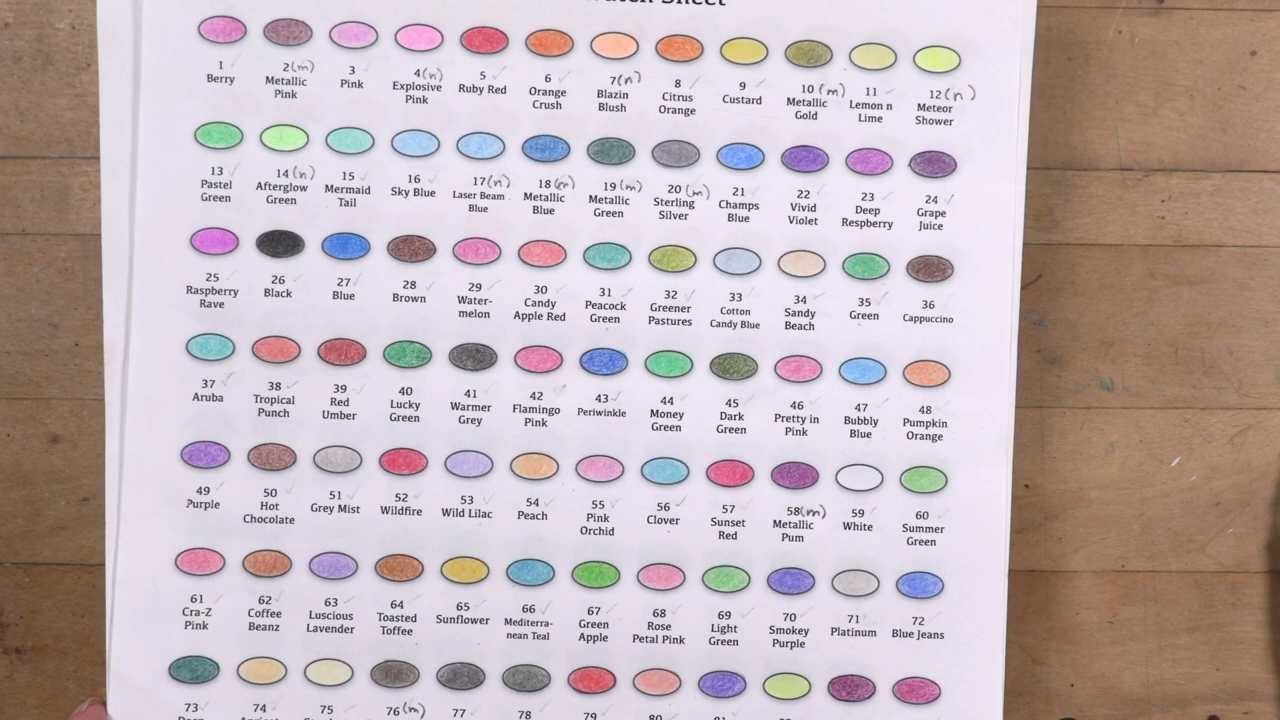 Swatch Sheet
1 2(m) 3 4(n) 5 6 7(n) 8 9 10(m) 11 12(n)
Berry Metallic Pink Explosive Ruby Red Orange Blazin Citrus Custard Metallic Lemon n Meteor
Pink Pink Crush Blush Orange Gold Lime Shower
13 14(n) 15 16 17(n) 18(m) 19(m) 20(m) 21 22 23 24
Pastel Afterglow Mermaid Sky Blue Laser Beam Metallic Metallic Sterling Champs Vivid Deep Grape
Green Green Tail Blue Blue Green Silver Blue Violet Respberry Juice
25 26 27 28 29 30 31 32 33 34 35 36
Raspberry Black Blue Brown Water- Candy Peacock Greener Cotton Sandy Green Cappuccino
Rave melon Apple Red Green Pastures Candy Blue Beach
37 38 39 40 41 42 43 44 45 46 47 48
Aruba Tropical Red Lucky Warmer Flamingo Periwinkle Money Dark Pretty in Bubbly Pumpkin
Punch Umber Green Grey Pink Green Green Pink Blue Orange
49 50 51 52 53 54 55 56 57 58(m) 59 60
Purple Hot Grey Mist Wildfire Wild Lilac Peach Pink Clover Sunset Metallic White Summer
Chocolate Orchid Red Pum Green
61 62 63 64 65 66 67 68 69 70 71 72
Cra-Z Coffee Luscious Toasted Sunflower Mediterra- Green Rose Light Smokey Platinum Blue Jeans
Pink Beanz Lavender Toffee nean Teal Apple Petal Pink Green Purple
73 74 75 76(m) 77 78 79 80 81